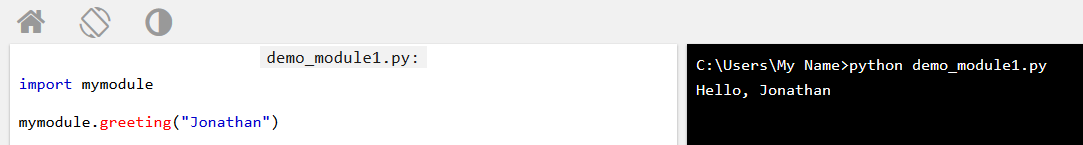 demo_module1.py:
import mymodule
mymodule.greeting("Jonathan")
C:\Users\My Name>python demo_module1.py
Hello, Jonathan